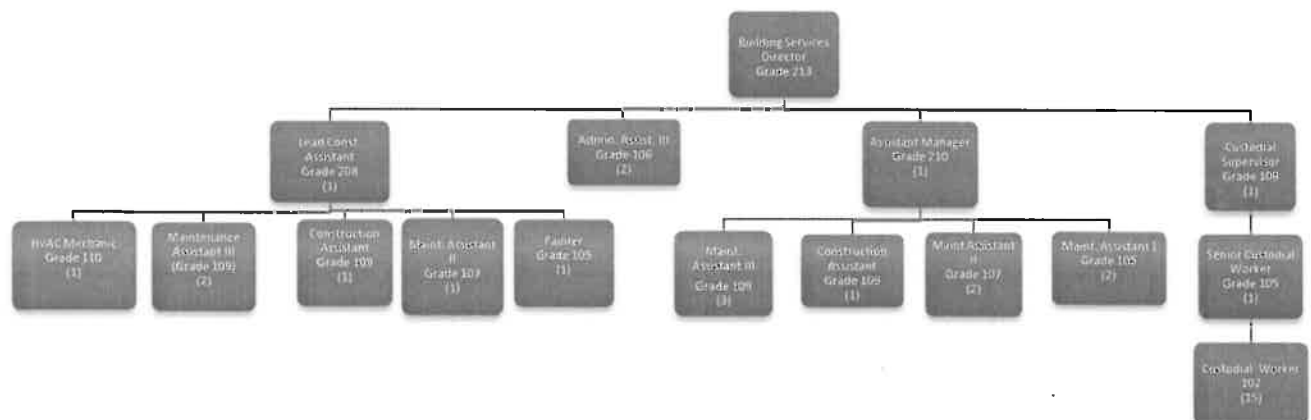 Building Services
Director
Grade 213
Lead Const.
Assistant
Grade 208
(1)
Admin. Assist. III
Grade 106
(2)
Assistant Manager
Grade 210
(1)
Custodial
Supervisor
Grade 109
(1)
HVAC Mechanic
Grade 110
(1)
Maintenance
Assistant III
(Grade 109)
(2)
Construction
Assistant
Grade 109
(1)
Maint. Assistant
II
Grade 107
(1)
Painter
Grade 105
(1)
Maint.
Assistant III
Grade 109
(3)
Construction
Assistant
Grade 109
(1)
Maint Assistant
II
Grade 107
(2)
Maint. Assistant I
Grade 105
(2)
Senior Custodial
Worker
Grade 105
(1)
Custodial Worker
102
(15)